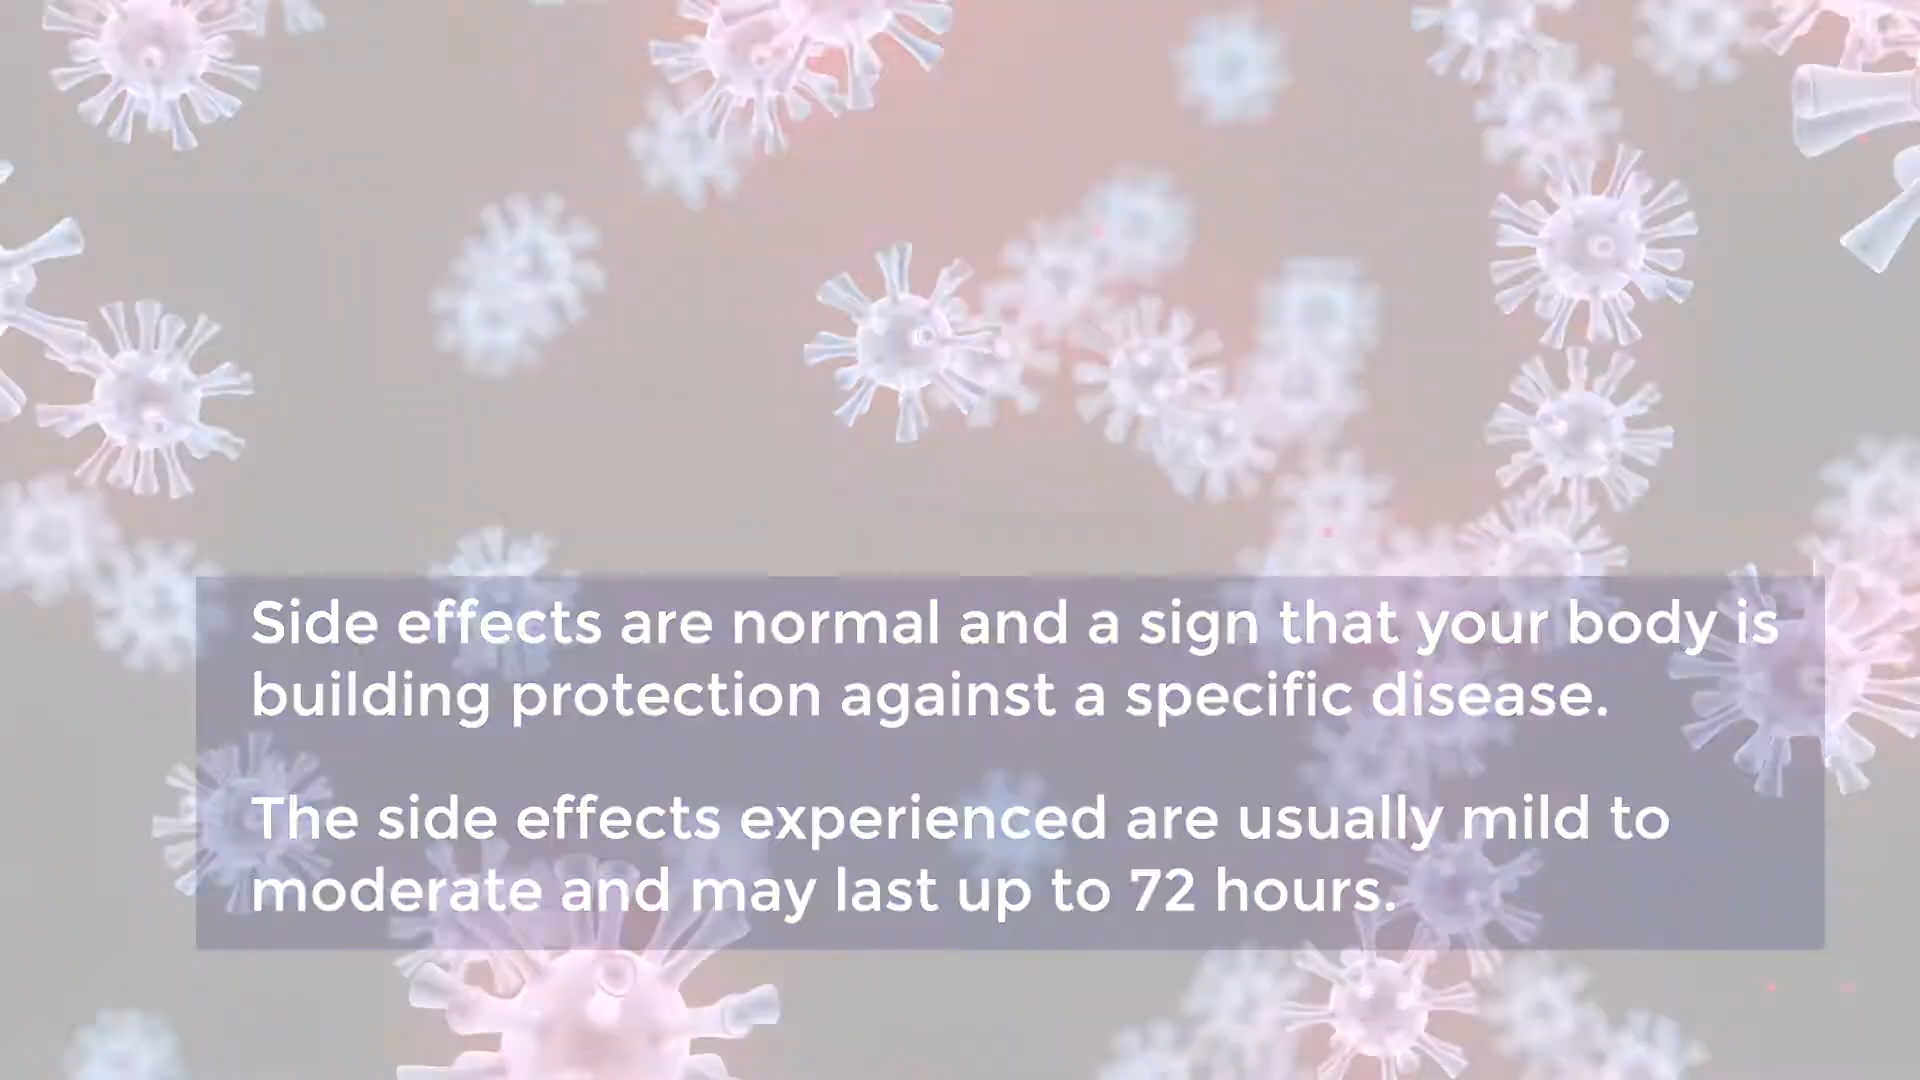 Side effects are normal and a sign that your body is
building protection against a specific disease.
The side effects experienced are usually mild to
moderate and may last up to 72 hours.